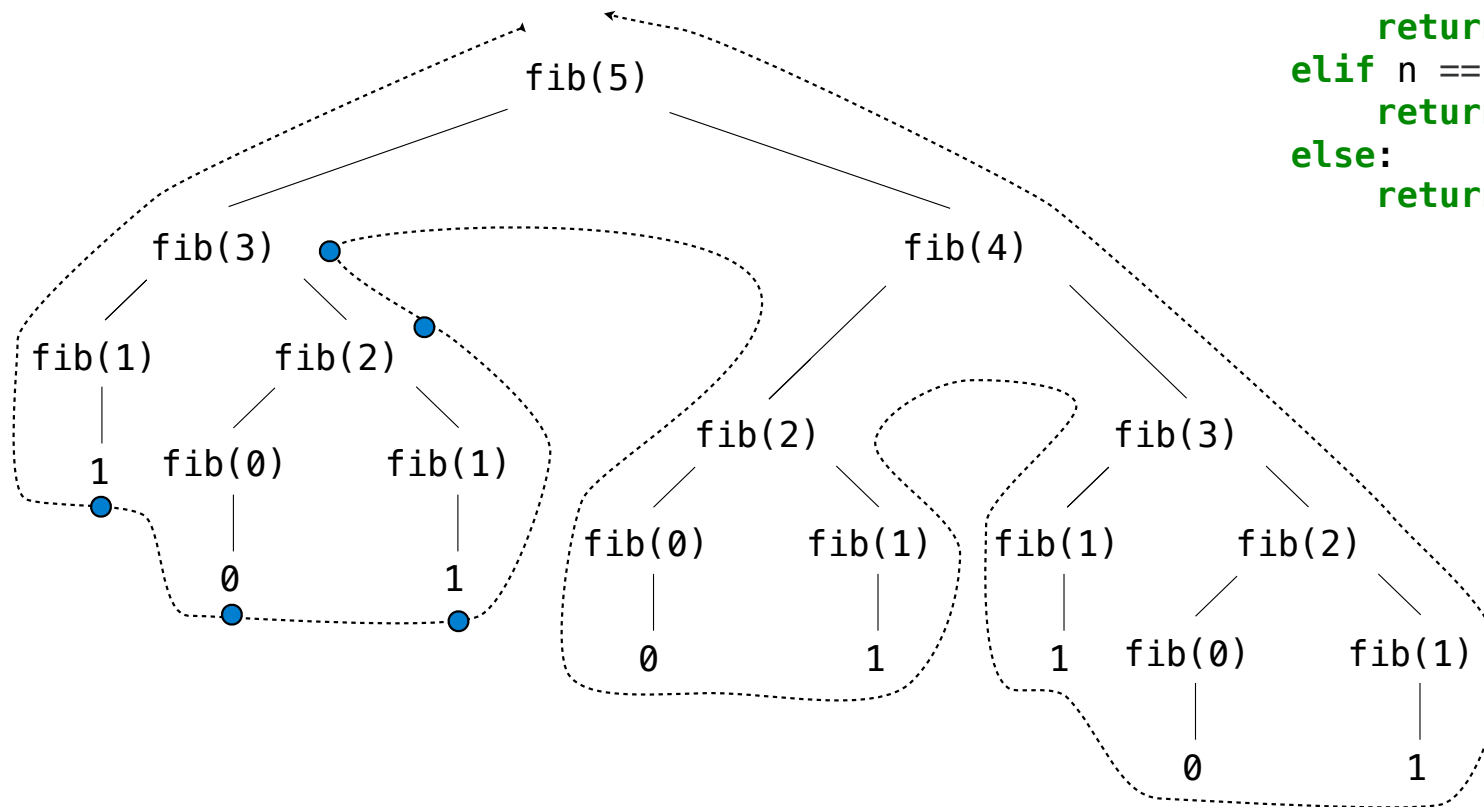 retur
elif n ==
retur
else:
retur
fib(5)
fib(3) fib(4)
fib(1) fib(2)
fib(2) fib(3)
1 fib(0) fib(1)
fib(0) fib(1) fib(1) fib(2)
0 1
0 1 1 fib(0) fib(1)
0 1